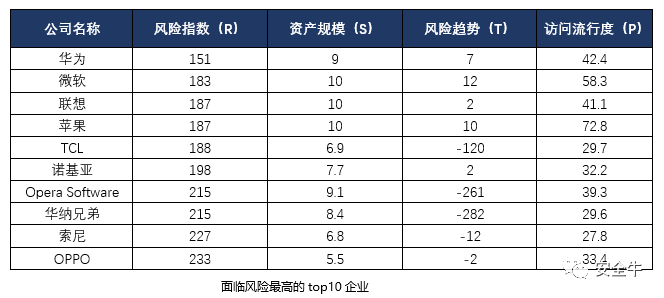 公司名称 风险指数（R） 资产规模（S） 风险趋势（T） 访问流行度（P）
华为 151 9 7 42.4
微软 183 10 12 58.3
联想 187 10 2 41.1
苹果 187 10 10 72.8
TCL 188 6.9 -120 29.7
诺基亚 198 7.7 2 32.2
Opera Software 215 9.1 -261 39.3
华纳兄弟 215 8.4 -282 29.6
索尼 227 6.8 -12 27.8
OPPO 233 5.5 -2 33.4
安全牛
面临风险最高的 top10 企业